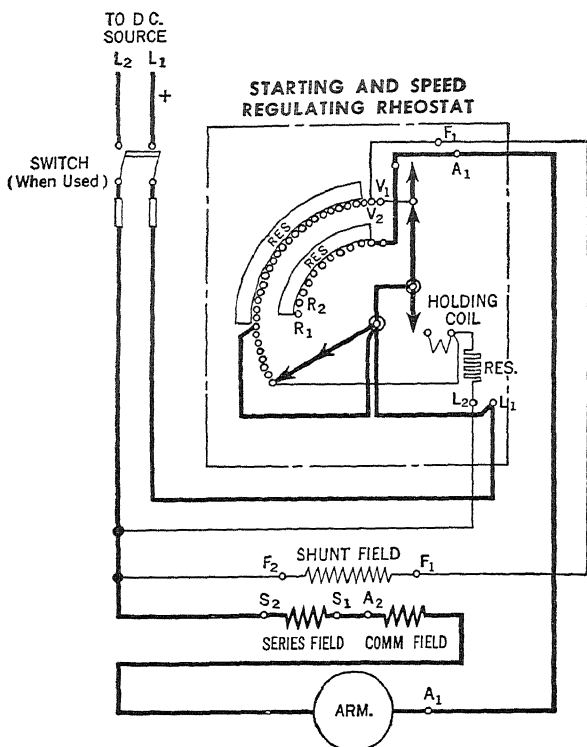 TO D C.
SOURCE
L2 L1
+
STARTING AND SPEED
REGULATING RHEOSTAT
F1
A1
SWITCH
(When Used)
RES
V1
V2
RES
R2
R1
HOLDING
COIL
RES.
L2 L1
F2 SHUNT FIELD F1
S2 S1 A2
SERIES FIELD COMM FIELD
ARM. A1